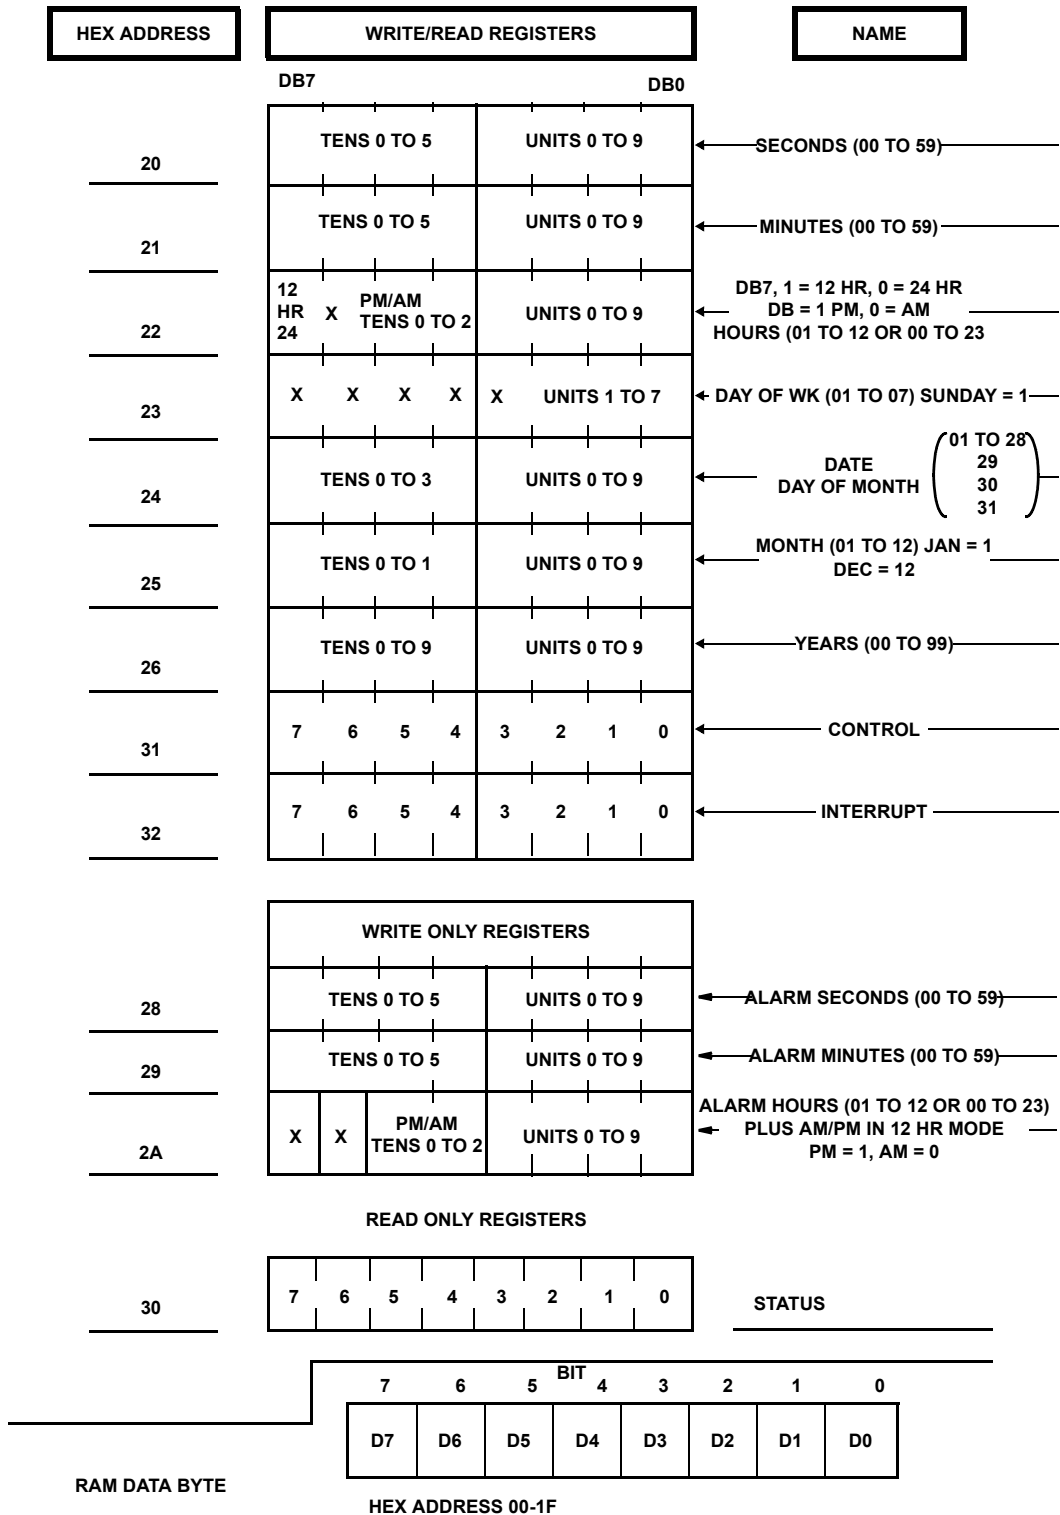 HEX ADDRESS WRITE/READ REGISTERS NAME
DB7 DB0
20 TENS 0 TO 5 UNITS 0 TO 9 SECONDS (00 TO 59)
21 TENS 0 TO 5 UNITS 0 TO 9 MINUTES (00 TO 59)
22
12
HR
24
X
PM/AM
TENS 0 TO 2
UNITS 0 TO 9
DB7, 1 = 12 HR, 0 = 24 HR
DB = 1 PM, 0 = AM
HOURS (01 TO 12 OR 00 TO 23
23 X X X X X UNITS 1 TO 7 DAY OF WK (01 TO 07) SUNDAY = 1
24 TENS 0 TO 3 UNITS 0 TO 9
DATE
DAY OF MONTH
01 TO 28
29
30
31
25 TENS 0 TO 1 UNITS 0 TO 9
MONTH (01 TO 12) JAN = 1
DEC = 12
26 TENS 0 TO 9 UNITS 0 TO 9 YEARS (00 TO 99)
31 7 6 5 4 3 2 1 0 CONTROL
32 7 6 5 4 3 2 1 0 INTERRUPT
WRITE ONLY REGISTERS
28 TENS 0 TO 5 UNITS 0 TO 9 ALARM SECONDS (00 TO 59)
29 TENS 0 TO 5 UNITS 0 TO 9 ALARM MINUTES (00 TO 59)
2A X X
PM/AM
TENS 0 TO 2
UNITS 0 TO 9
ALARM HOURS (01 TO 12 OR 00 TO 23)
PLUS AM/PM IN 12 HR MODE
PM = 1, AM = 0
READ ONLY REGISTERS
30 7 6 5 4 3 2 1 0 STATUS
BIT
7 6 5 4 3 2 1 0
D7 D6 D5 D4 D3 D2 D1 D0
RAM DATA BYTE
HEX ADDRESS 00-1F